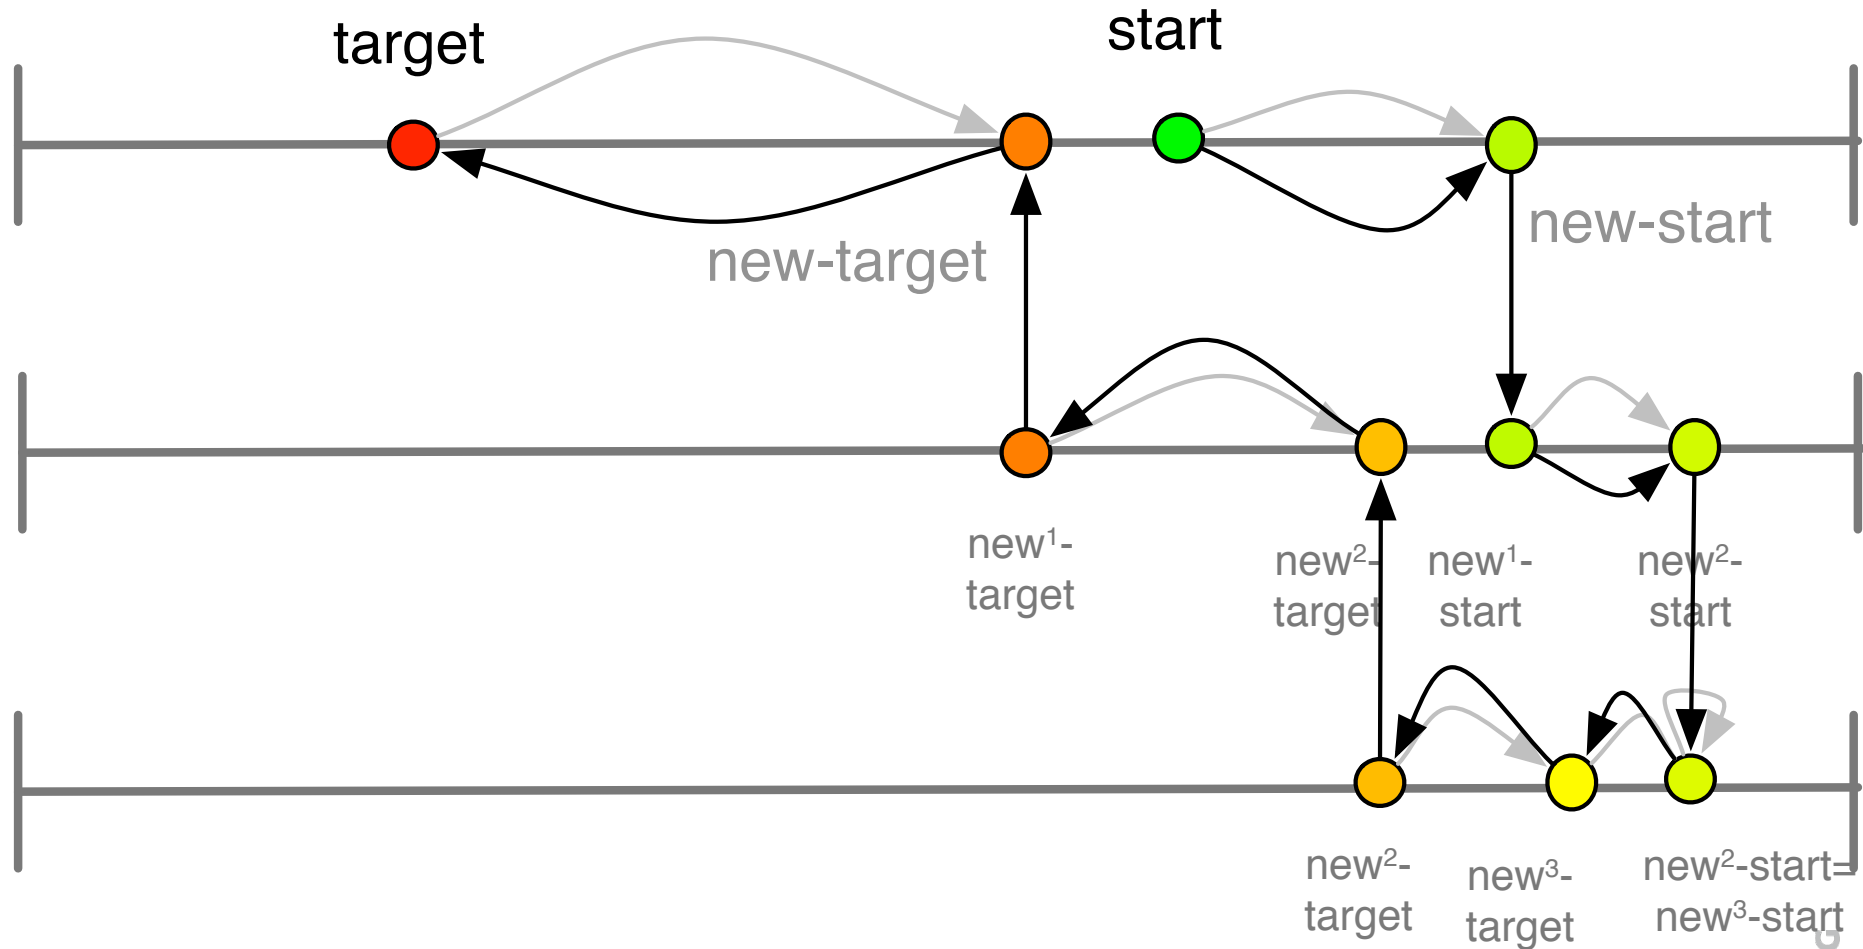 target
start
new-start
new-target
new¹-
target
new²-
target
new¹-
start
new²-
start
new²-
target
new³-
target
new²-start=
new³-start
G